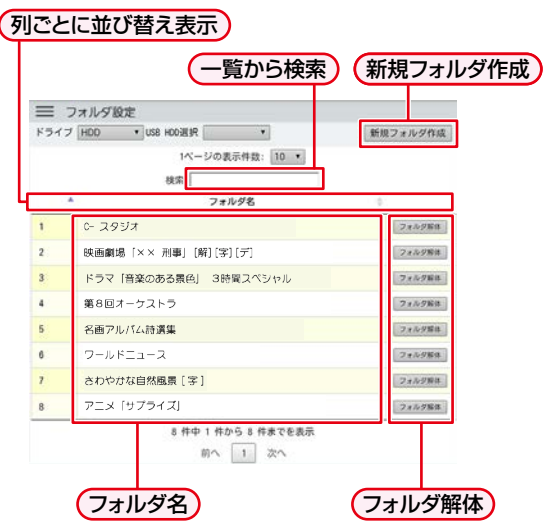 列ごとに並び替え表示
一覧から検索
新規フォルダ作成
フォルダ設定
ドライブ HDD USB HDD選択 新規フォルダ作成
1ページの表示件数: 10
検索:
フォルダ名
1 C- スタジオ フォルダ解体
2 映画劇場「×× 刑事」[解][字][デ] フォルダ解体
3 ドラマ「音楽のある景色」 3時間スペシャル フォルダ解体
4 第8回オーケストラ フォルダ解体
5 名画アルバム詩選集 フォルダ解体
6 ワールドニュース フォルダ解体
7 さわやかな自然風景[字] フォルダ解体
8 アニメ「サプライズ」 フォルダ解体
8 件中 1 件から 8 件までを表示
前へ 1 次へ
フォルダ名
フォルダ解体